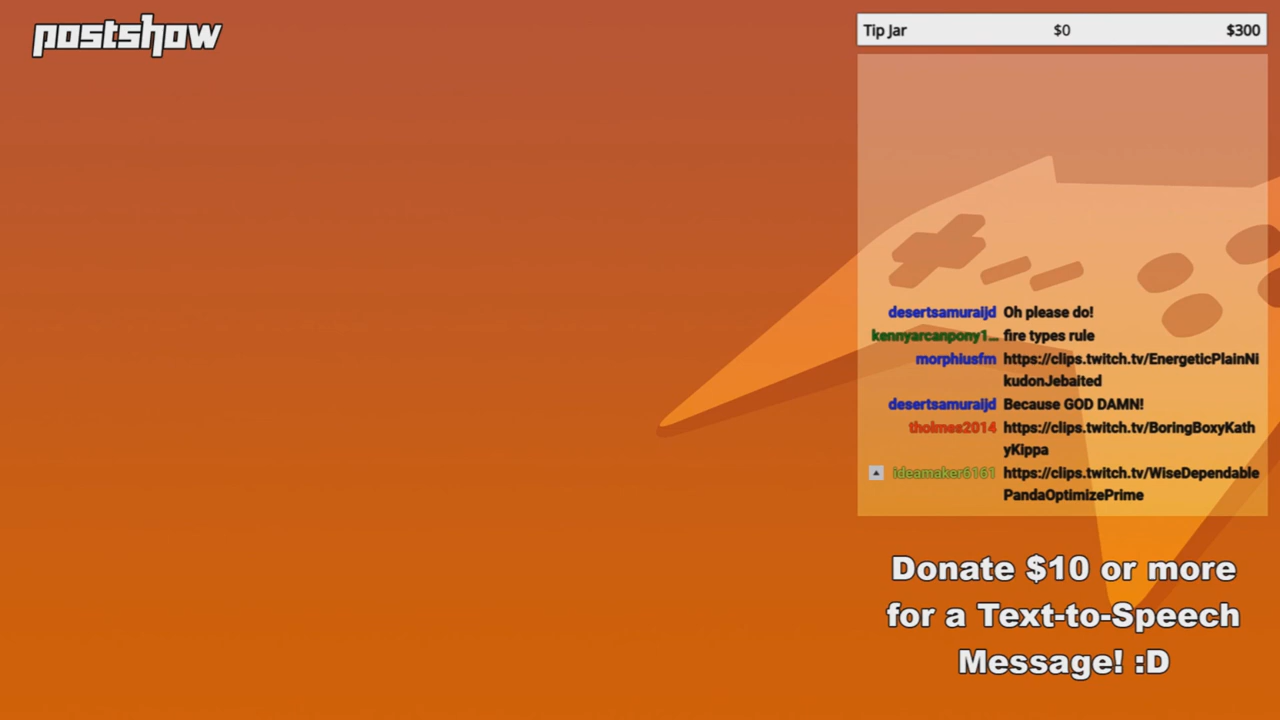 postshow
Tip Jar $0 $300
desertsamuraijd Oh please do!
kennyarcanpony1... fire types rule
morphiusfm https://clips.twitch.tv/EnergeticPlainNi
kudonJebaited
desertsamuraijd Because GOD DAMN!
tholmes2014 https://clips.twitch.tv/BoringBoxyKath
yKippa
ideamaker6161 https://clips.twitch.tv/WiseDependable
PandaOptimizePrime
Donate $10 or more
for a Text-to-Speech
Message! :D